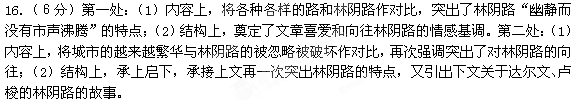 16.（6分）第一处：(1) 内容上，将各种各样的路和林阴路作对比，突出了林阴路“幽静而
没有市声沸腾”的特点；(2) 结构上，奠定了文章喜爱和向往林阴路的情感基调。第二处：(1)
内容上，将城市的越来越繁华与林阴路的被忽略被破坏作对比，再次强调突出了对林阴路的向
往；(2) 结构上，承上启下，承接上文再一次突出林阴路的特点，又引出下文关于达尔文、卢
梭的林阴路的故事。